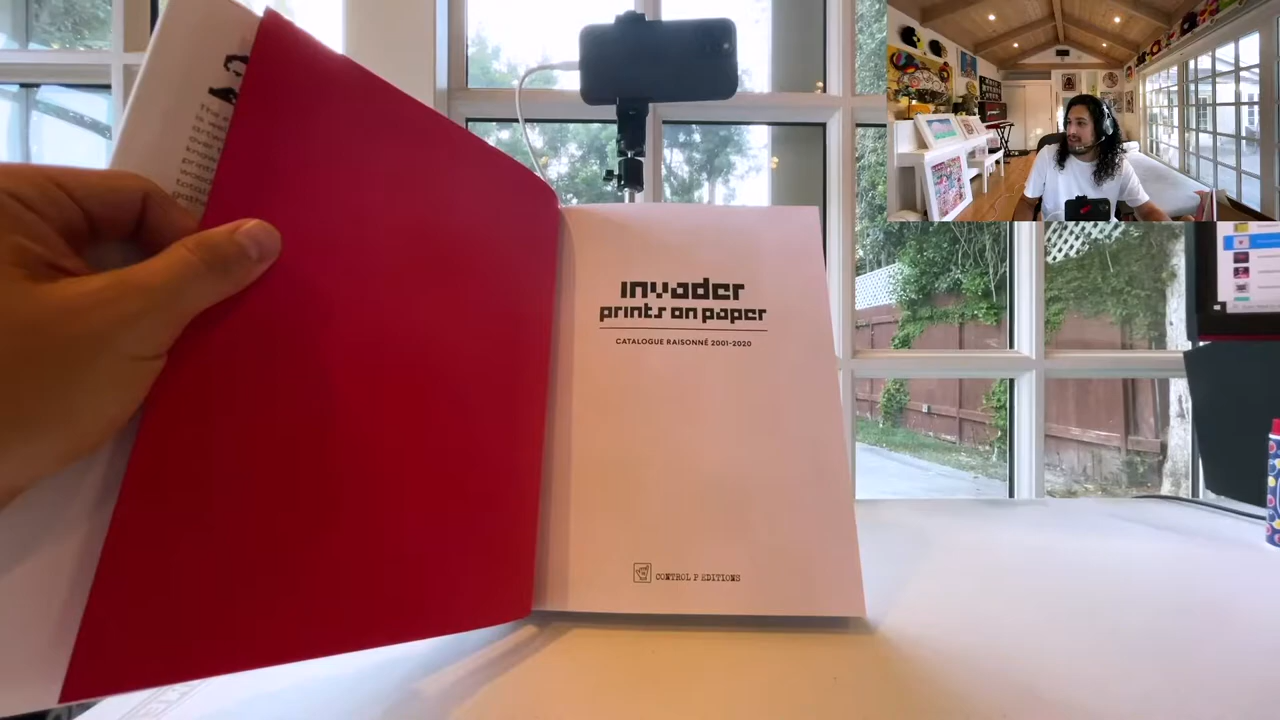 invader
prints on paper
CATALOGUE RAISONNÉ 2001-2020
CONTROL P EDITIONS